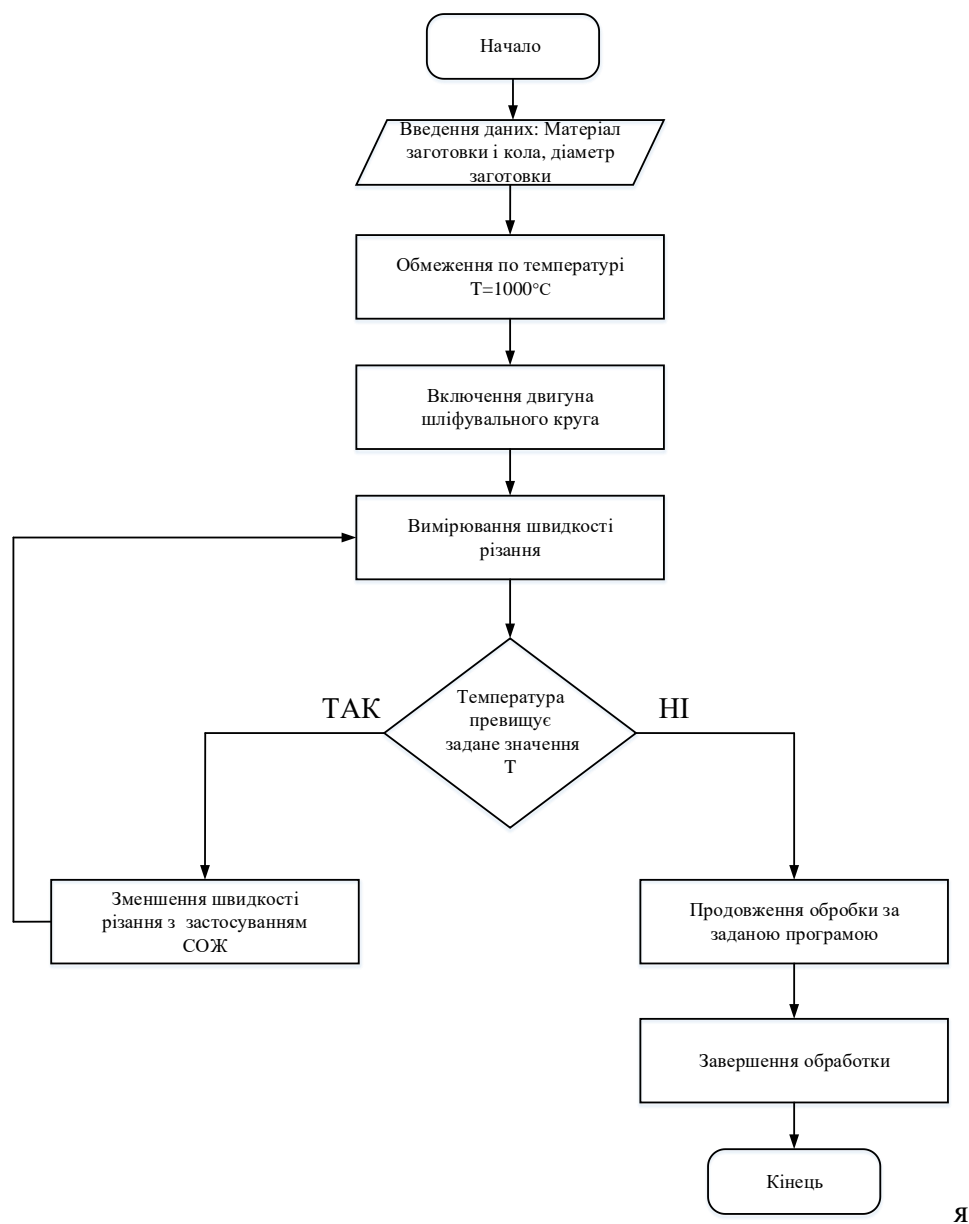 Начало
Введення даних: Матеріал
заготовки і кола, діаметр
заготовки
Обмеження по температурі
Т=1000°С
Включення двигуна
шліфувального круга
Вимірювання швидкості
різання
ТАК
Температура
превищує
задане значення
Т
НІ
Зменшення швидкості
різання з застосуванням
СОЖ
Продовження обробки за
заданою програмою
Завершення обработки
Кінець
я